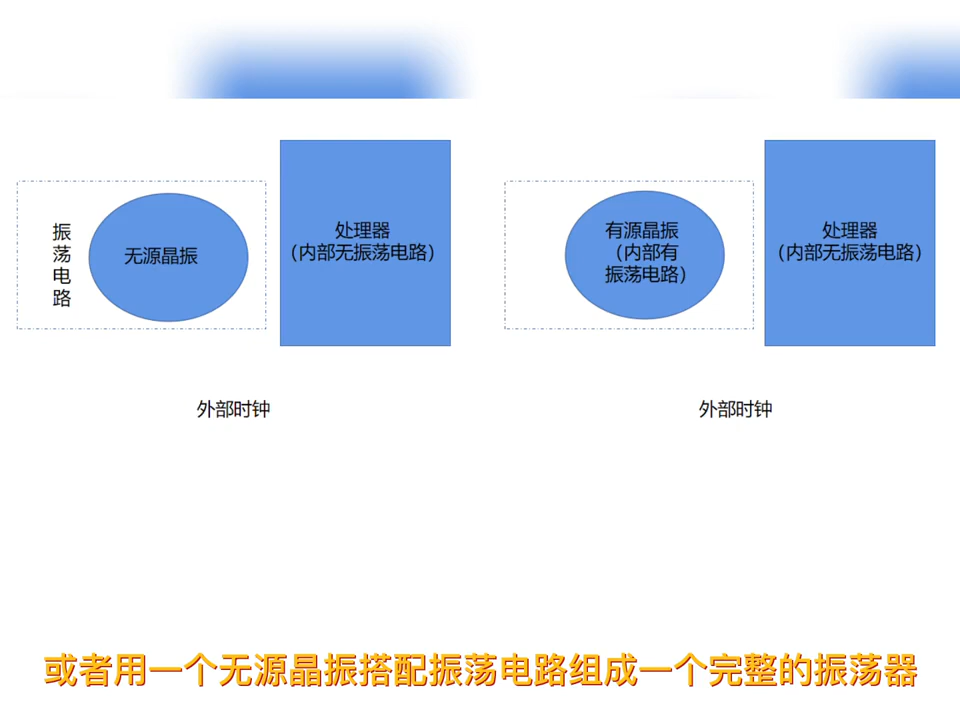 振
荡
电
路
无源晶振
处理器
（内部无振荡电路）
有源晶振
（内部有
振荡电路）
处理器
（内部无振荡电路）
外部时钟
外部时钟
或者用一个无源晶振搭配振荡电路组成一个完整的振荡器